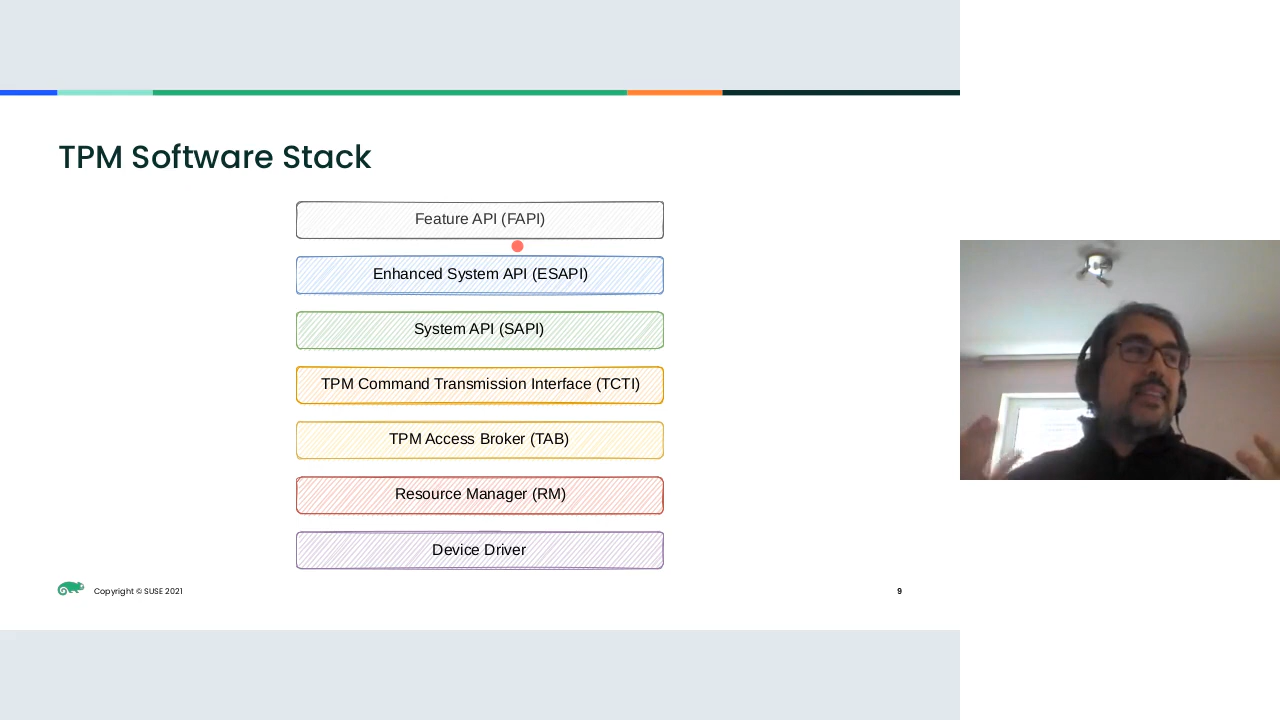 TPM Software Stack
Feature API (FAPI)
Enhanced System API (ESAPI)
System API (SAPI)
TPM Command Transmission Interface (TCTI)
TPM Access Broker (TAB)
Resource Manager (RM)
Device Driver
Copyright © SUSE 2021
9